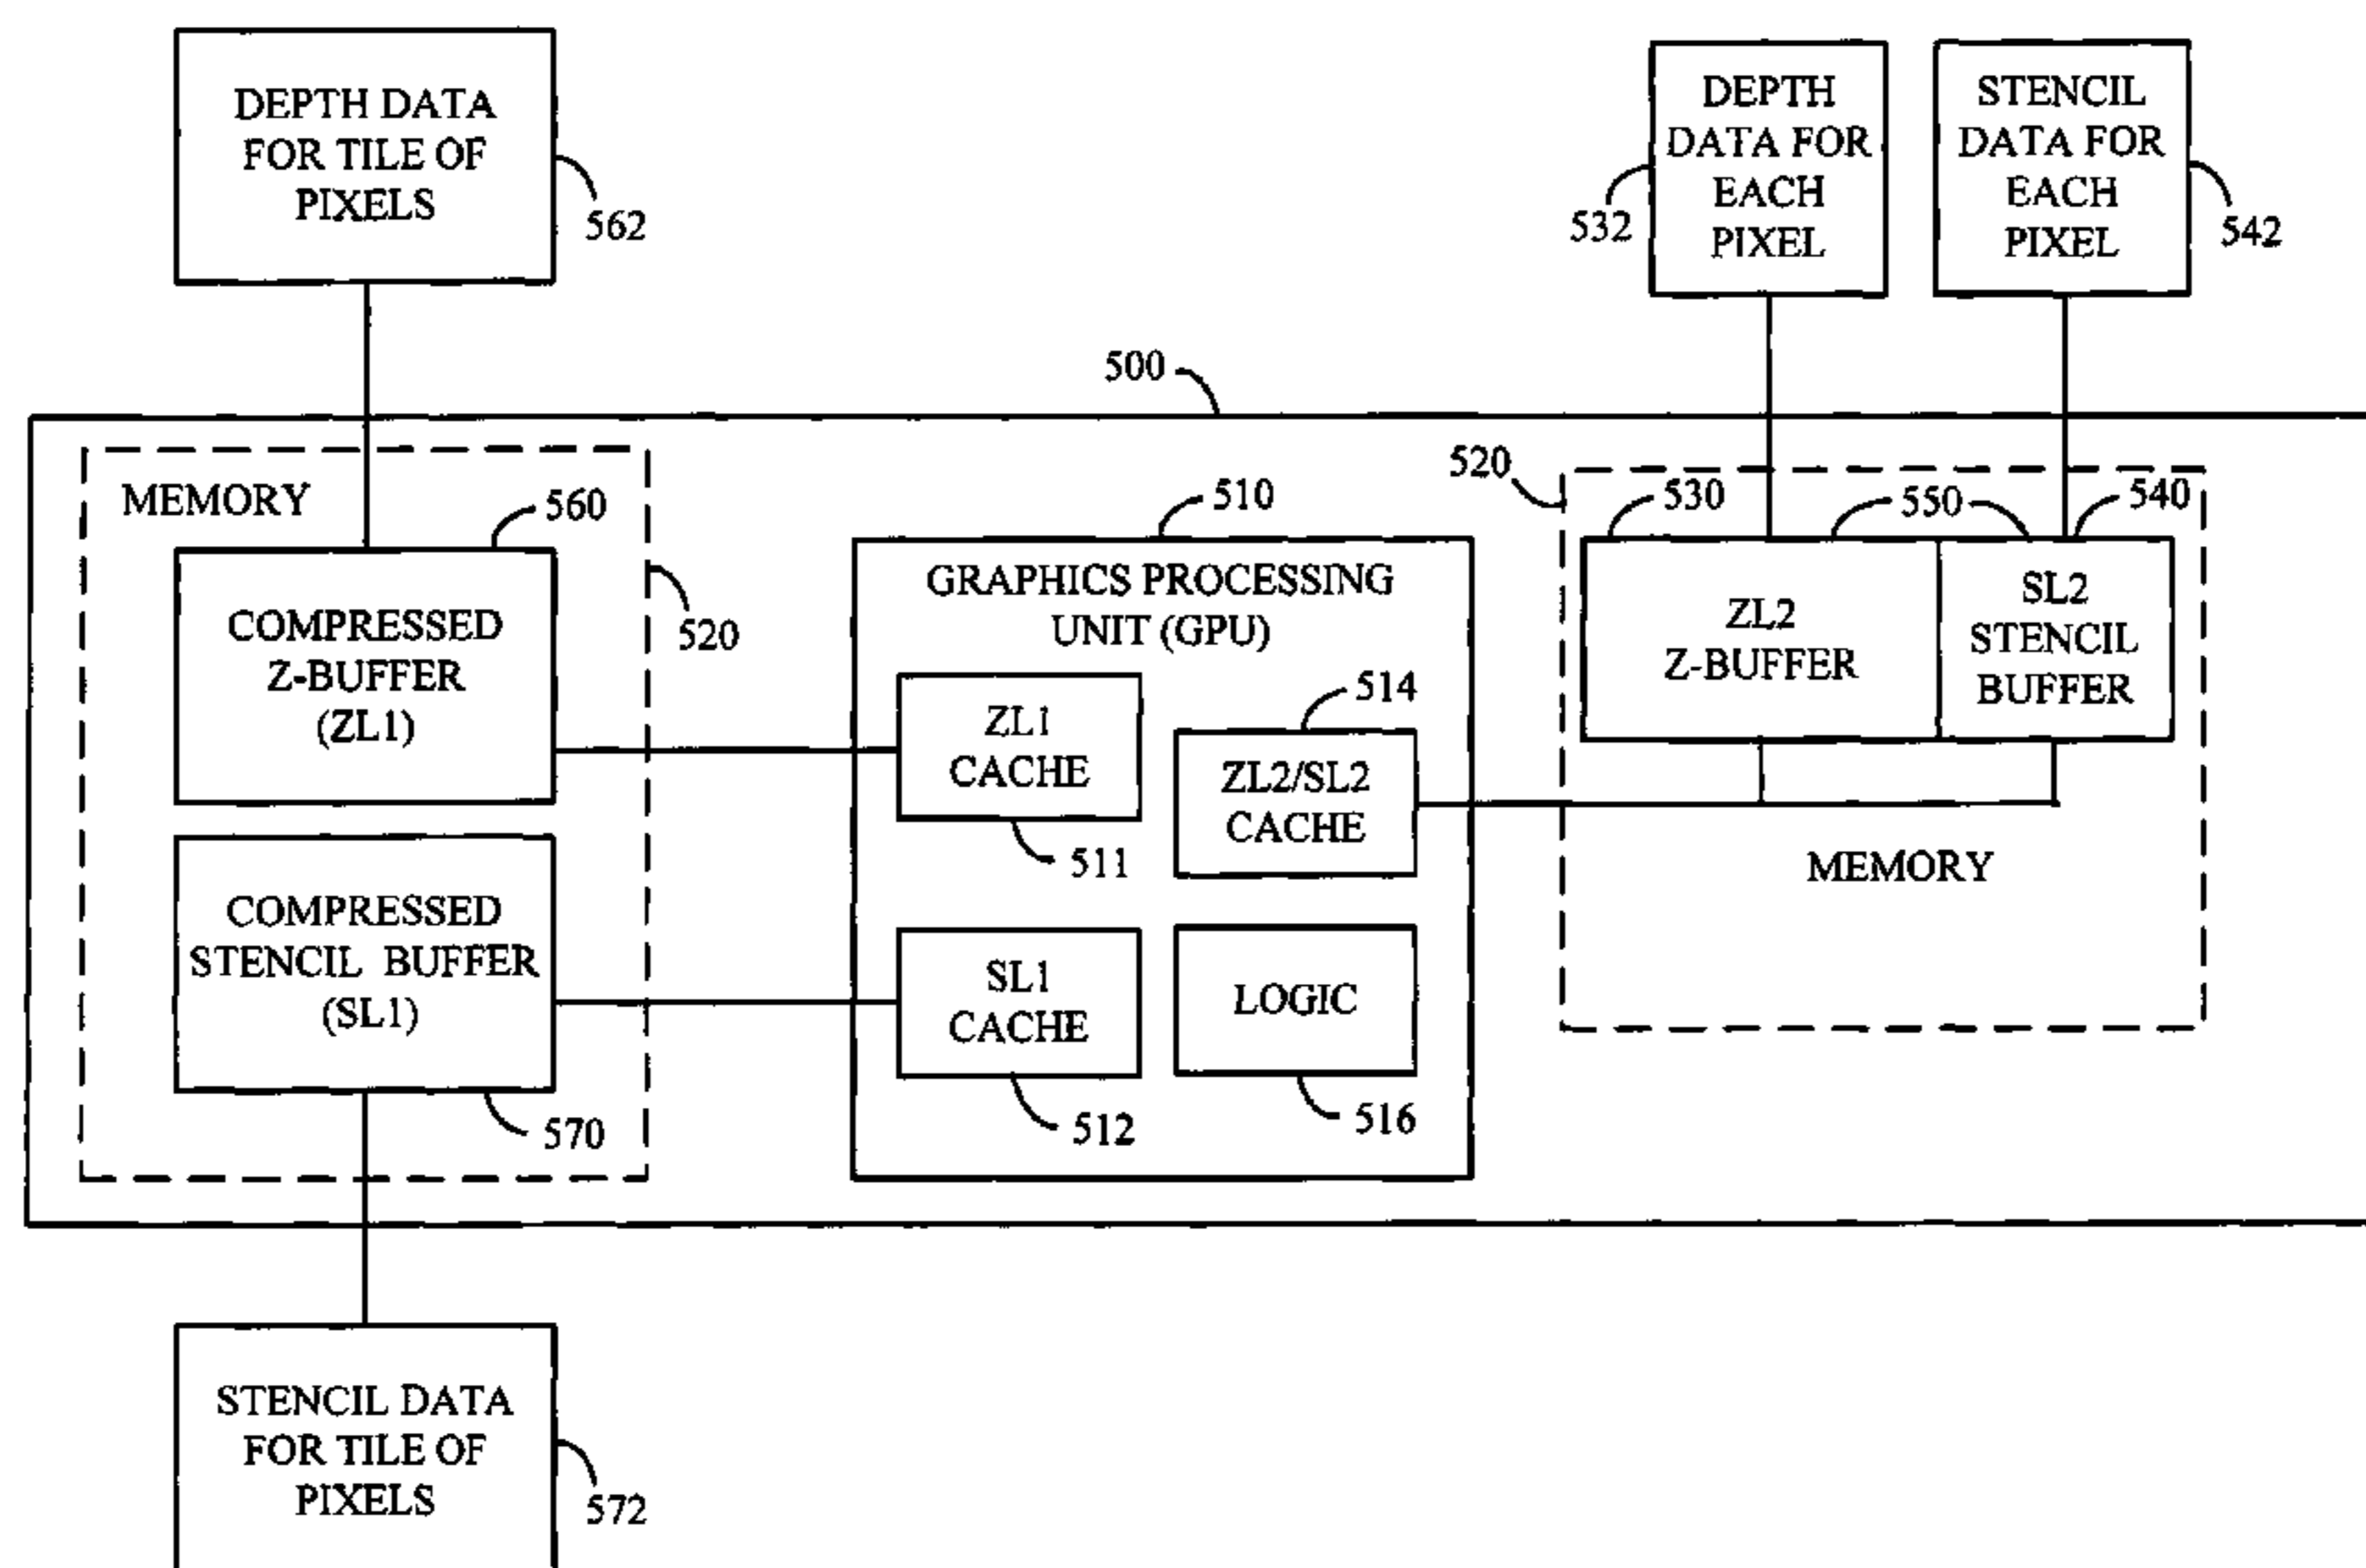 DEPTH DATA
FOR TILE OF
PIXELS
562
DEPTH
DATA FOR
EACH
PIXEL
532
STENCIL
DATA FOR
EACH
PIXEL
542
500
MEMORY
560
520
COMPRESSED
Z-BUFFER
(ZL1)
COMPRESSED
STENCIL BUFFER
(SL1)
570
510
GRAPHICS PROCESSING
UNIT (GPU)
ZL1
CACHE
511
514
ZL2/SL2
CACHE
SL1
CACHE
512
LOGIC
516
520
530
550
540
ZL2
Z-BUFFER
SL2
STENCIL
BUFFER
MEMORY
STENCIL DATA
FOR TILE OF
PIXELS
572